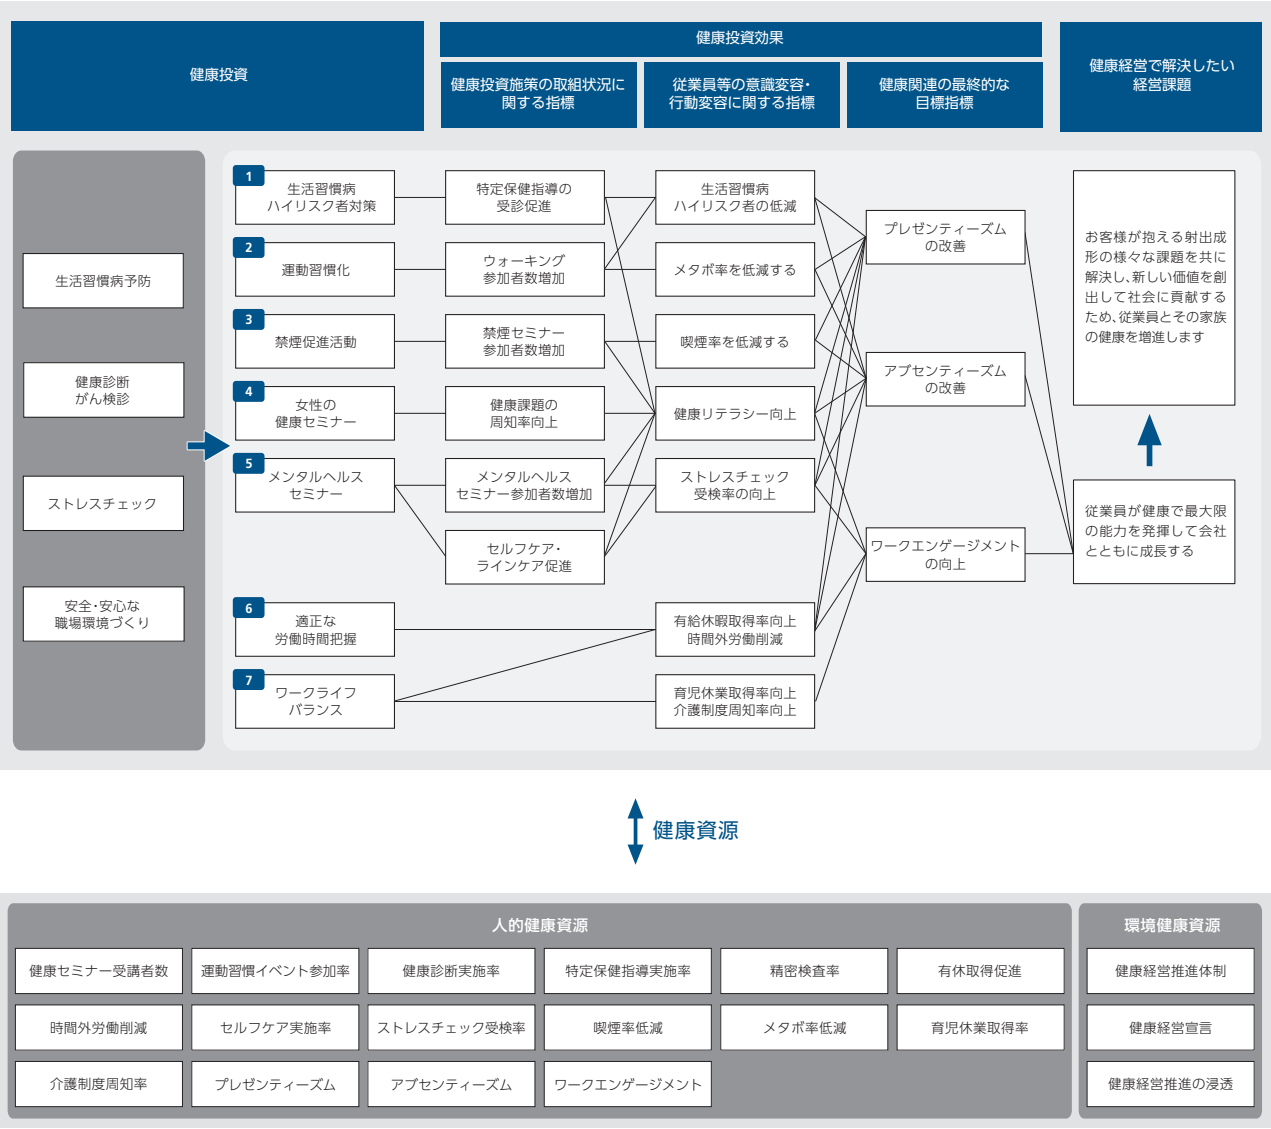 健康投資
健康投資効果
健康投資施策の取組状況に
関する指標
従業員等の意識変容・
行動変容に関する指標
健康関連の最終的な
目標指標
健康経営で解決したい
経営課題
生活習慣病予防
健康診断
がん検診
ストレスチェック
安全・安心な
職場環境づくり
1
生活習慣病
ハイリスク者対策
2
運動習慣化
3
禁煙促進活動
4
女性の
健康セミナー
5
メンタルヘルス
セミナー
6
適正な
労働時間把握
7
ワークライフ
バランス
特定保健指導の
受診促進
ウォーキング
参加者数増加
禁煙セミナー
参加者数増加
健康課題の
周知率向上
メンタルヘルス
セミナー参加者数増加
セルフケア・
ラインケア促進
生活習慣病
ハイリスク者の低減
メタボ率を低減する
喫煙率を低減する
健康リテラシー向上
ストレスチェック
受検率の向上
有給休暇取得率向上
時間外労働削減
育児休業取得率向上
介護制度周知率向上
プレゼンティーズム
の改善
アブセンティーズム
の改善
ワークエンゲージメント
の向上
お客様が抱える射出成
形の様々な課題を共に
解決し、新しい価値を創
出して社会に貢献する
ため、従業員とその家族
の健康を増進します
従業員が健康で最大限
の能力を発揮して会社
とともに成長する
健康資源
人的健康資源
健康セミナー受講者数
運動習慣イベント参加率
健康診断実施率
特定保健指導実施率
精密検査率
有休取得促進
時間外労働削減
セルフケア実施率
ストレスチェック受検率
喫煙率低減
メタボ率低減
育児休業取得率
介護制度周知率
プレゼンティーズム
アブセンティーズム
ワークエンゲージメント
環境健康資源
健康経営推進体制
健康経営宣言
健康経営推進の浸透